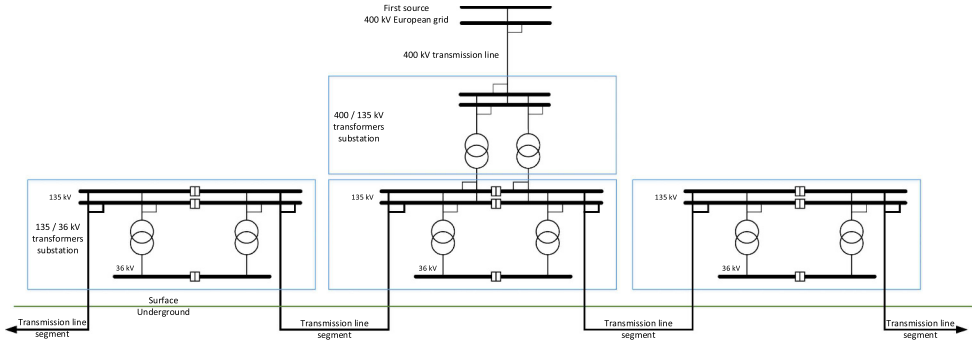 First source
400 kV European grid
400 kV transmission line
400 / 135 kV
transformers
substation
135 kV
135 kV
135 kV
135 / 36 kV
transformers
substation
36 kV
36 kV
36 kV
Surface
Underground
Transmission line
segment
Transmission line
segment
Transmission line
segment
Transmission line
segment